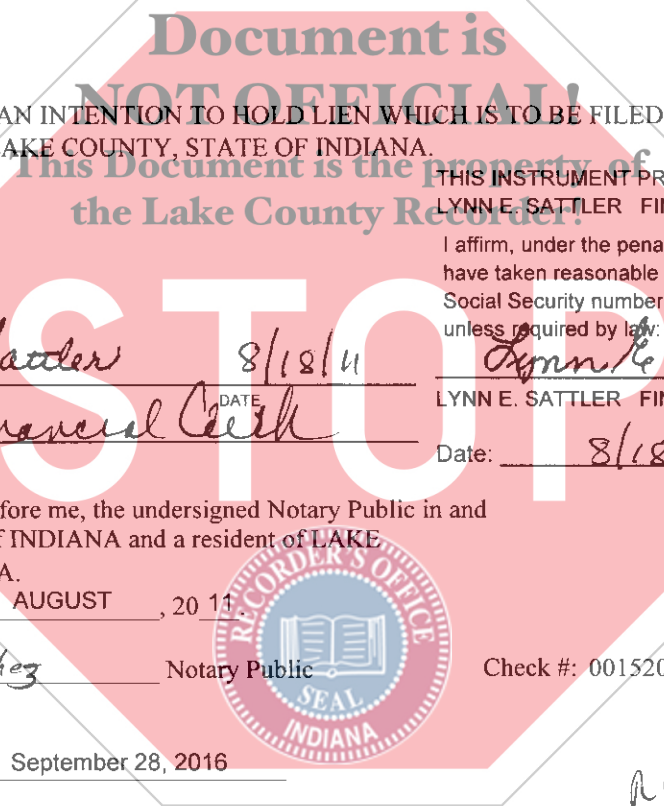 Document is
NOT OFFICIAL!
AN INTENTION TO HOLD LIEN WHICH IS TO BE FILED
LAKE COUNTY, STATE OF INDIANA.
This Document is the property of
the Lake County Recorder!
THIS INSTRUMENT PR
LYNN E. SATTLER FIN
I affirm, under the pena
have taken reasonable
Social Security number
unless required by law:
STOP
attler 8/18/11
DATE
Financial Clerk
Lynn E
LYNN E. SATTLER FIN
Date: 8/18
fore me, the undersigned Notary Public in and
f INDIANA and a resident of LAKE
A.
AUGUST , 20 11.
Notary Public
RECORDER'S OFFICE
SEAL
INDIANA
Check #: 001520
September 28, 2016